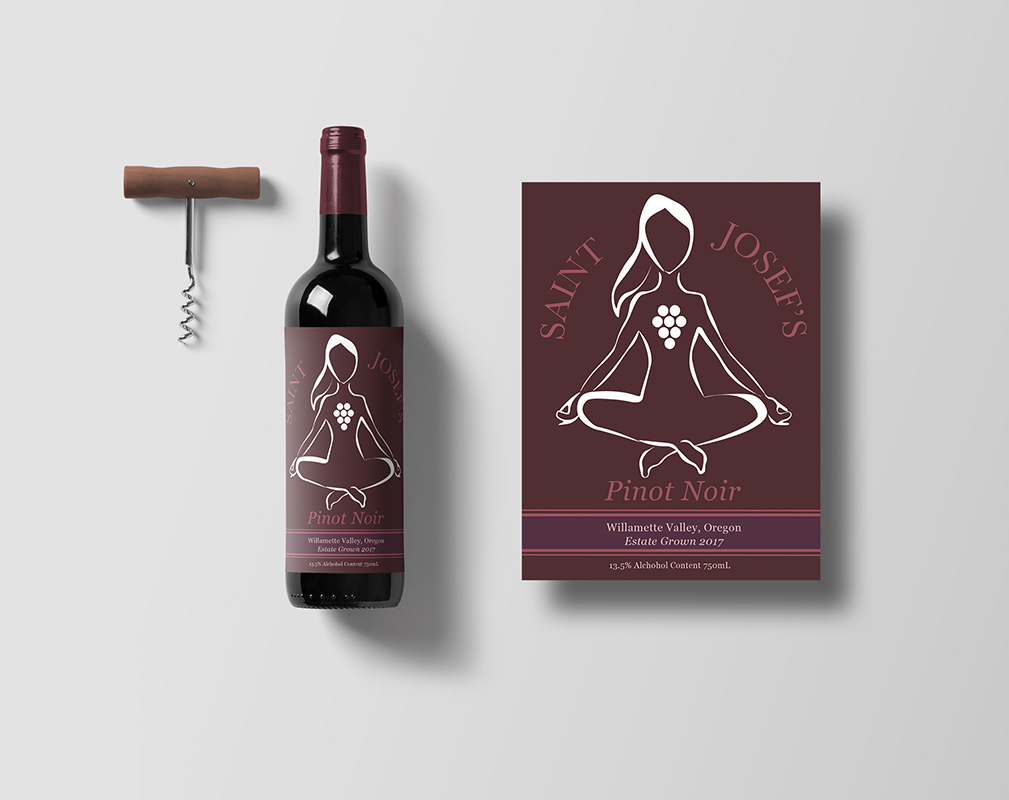 SAINT JOSEF'S
Pinot Noir
Willamette Valley, Oregon
Estate Grown 2017
13.5% Alchohol Content 750mL
SAINT JOSEF'S
Pinot Noir
Willamette Valley, Oregon
Estate Grown 2017
13.5% Alchohol Content 750mL